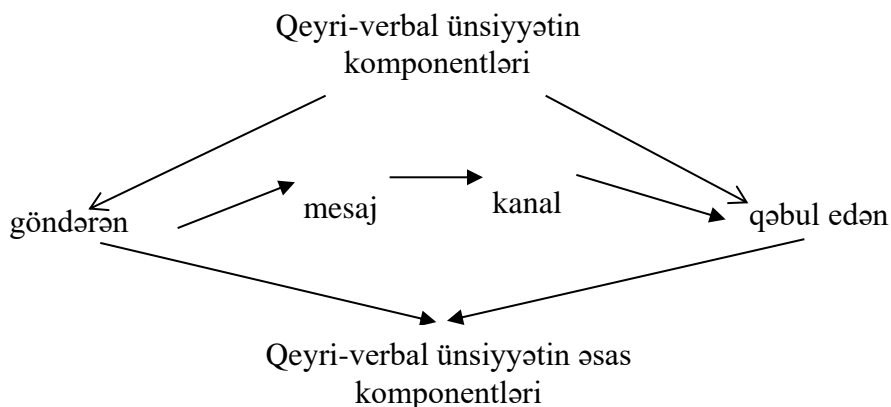 Qeyri-verbal ünsiyyətin
komponentləri
göndərən
mesaj
kanal
qəbul edən
Qeyri-verbal ünsiyyətin əsas
komponentləri